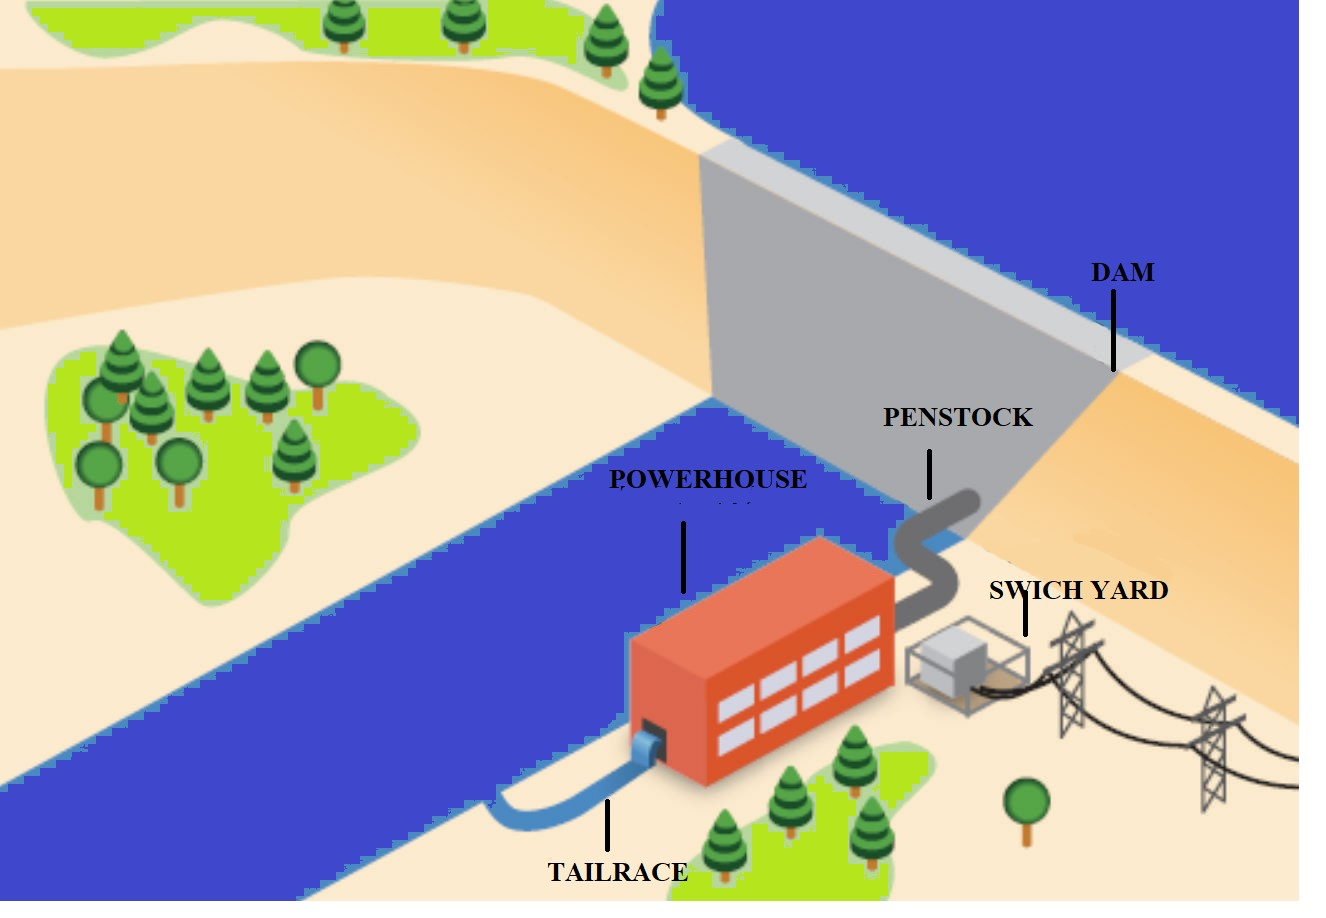 DAM
PENSTOCK
POWERHOUSE
SWICH YARD
TAILRACE